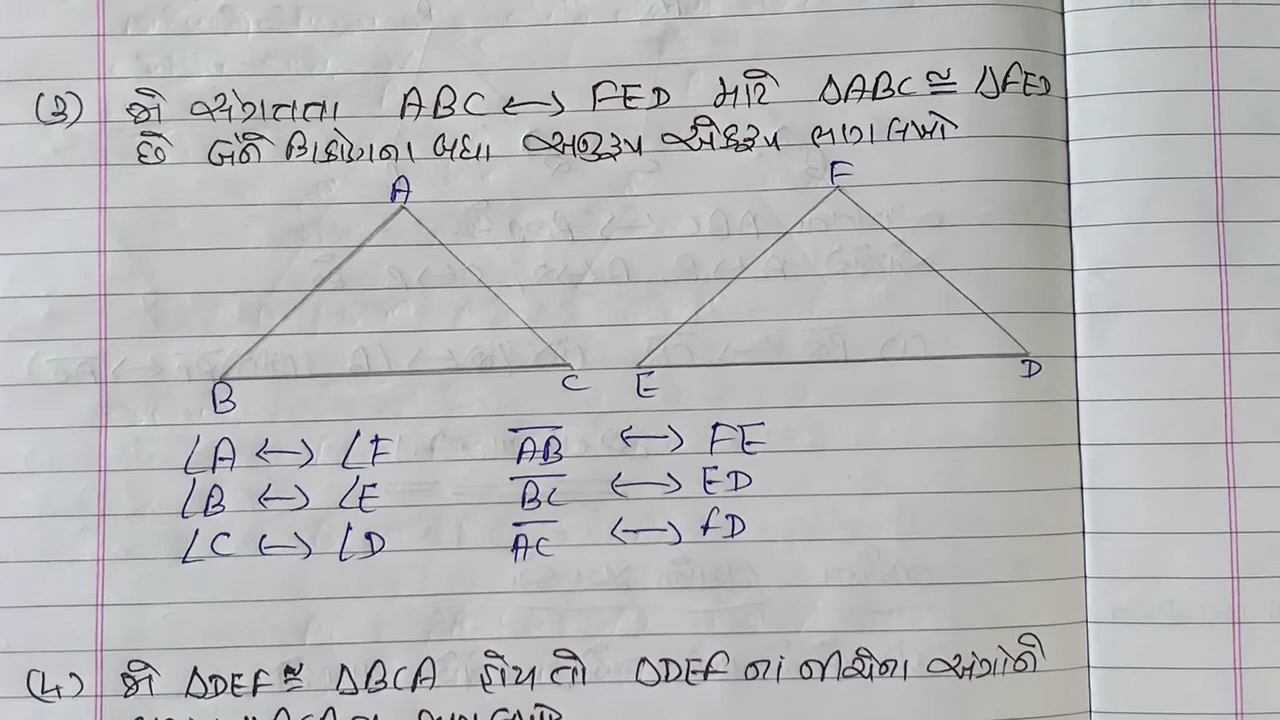 (3) જો સંગતતા ABC ↔ FED માટે ΔABC ≅ ΔFED
છે બંને ત્રિકોણના બધા અનુરૂપ એકરૂપ ભાગ લખો
A
F
B
C
E
D
∠A ↔ ∠F AB ↔ FE
∠B ↔ ∠E BC ↔ ED
∠C ↔ ∠D AC ↔ FD
(4) જો ΔDEF ≅ ΔBCA હોય તો ΔDEF નાં નીચેના અંગોને